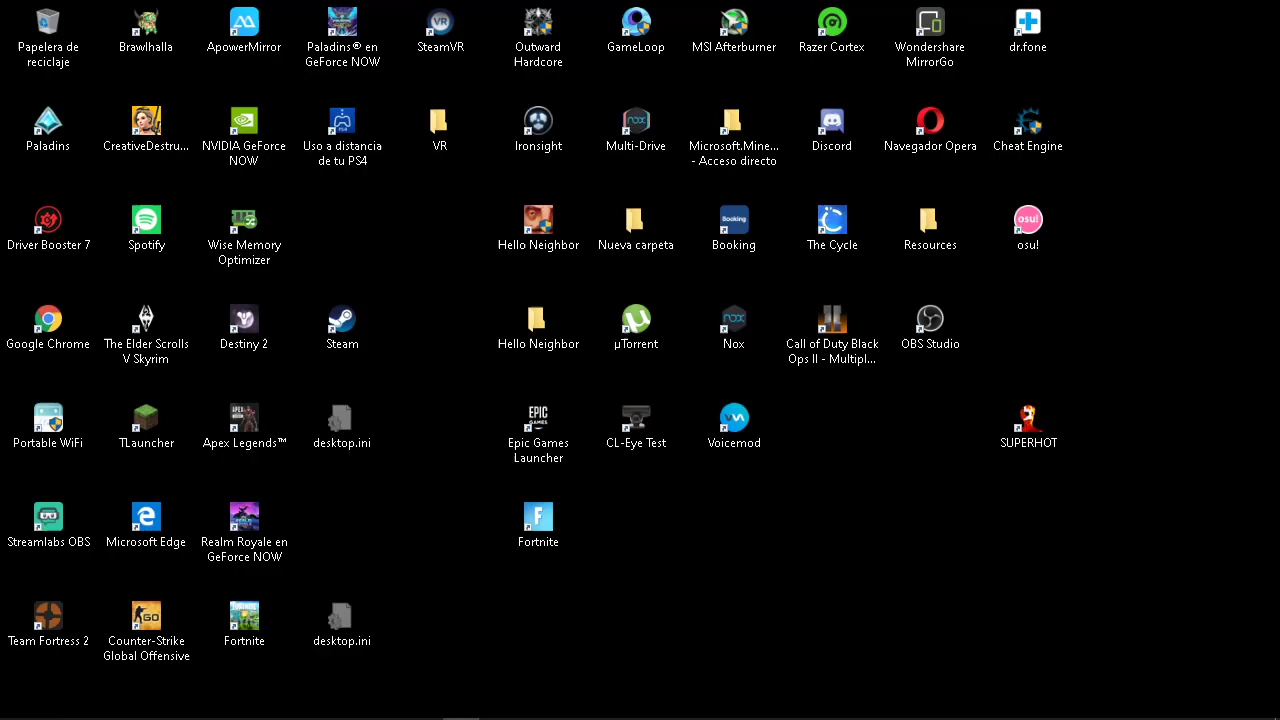 Papelera de
reciclaje
Brawlhalla
ApowerMirror
Paladins® en
GeForce NOW
SteamVR
Outward
Hardcore
GameLoop
MSI Afterburner
Razer Cortex
Wondershare
MirrorGo
dr.fone
Paladins
CreativeDestru...
NVIDIA GeForce
NOW
Uso a distancia
de tu PS4
VR
Ironsight
Multi-Drive
Microsoft.Mine...
- Acceso directo
Discord
Navegador Opera
Cheat Engine
Driver Booster 7
Spotify
Wise Memory
Optimizer
Hello Neighbor
Nueva carpeta
Booking
Booking
The Cycle
Resources
osu!
osu!
Google Chrome
The Elder Scrolls
V Skyrim
Destiny 2
Steam
Hello Neighbor
µTorrent
nox
Nox
Call of Duty Black
Ops II - Multipl...
OBS Studio
Portable WiFi
TLauncher
Apex Legends™
desktop.ini
EPIC
GAMES
Epic Games
Launcher
CL-Eye Test
Voicemod
SUPERHOT
Streamlabs OBS
Microsoft Edge
Realm Royale en
GeForce NOW
Fortnite
Team Fortress 2
GO
Counter-Strike
Global Offensive
Fortnite
desktop.ini